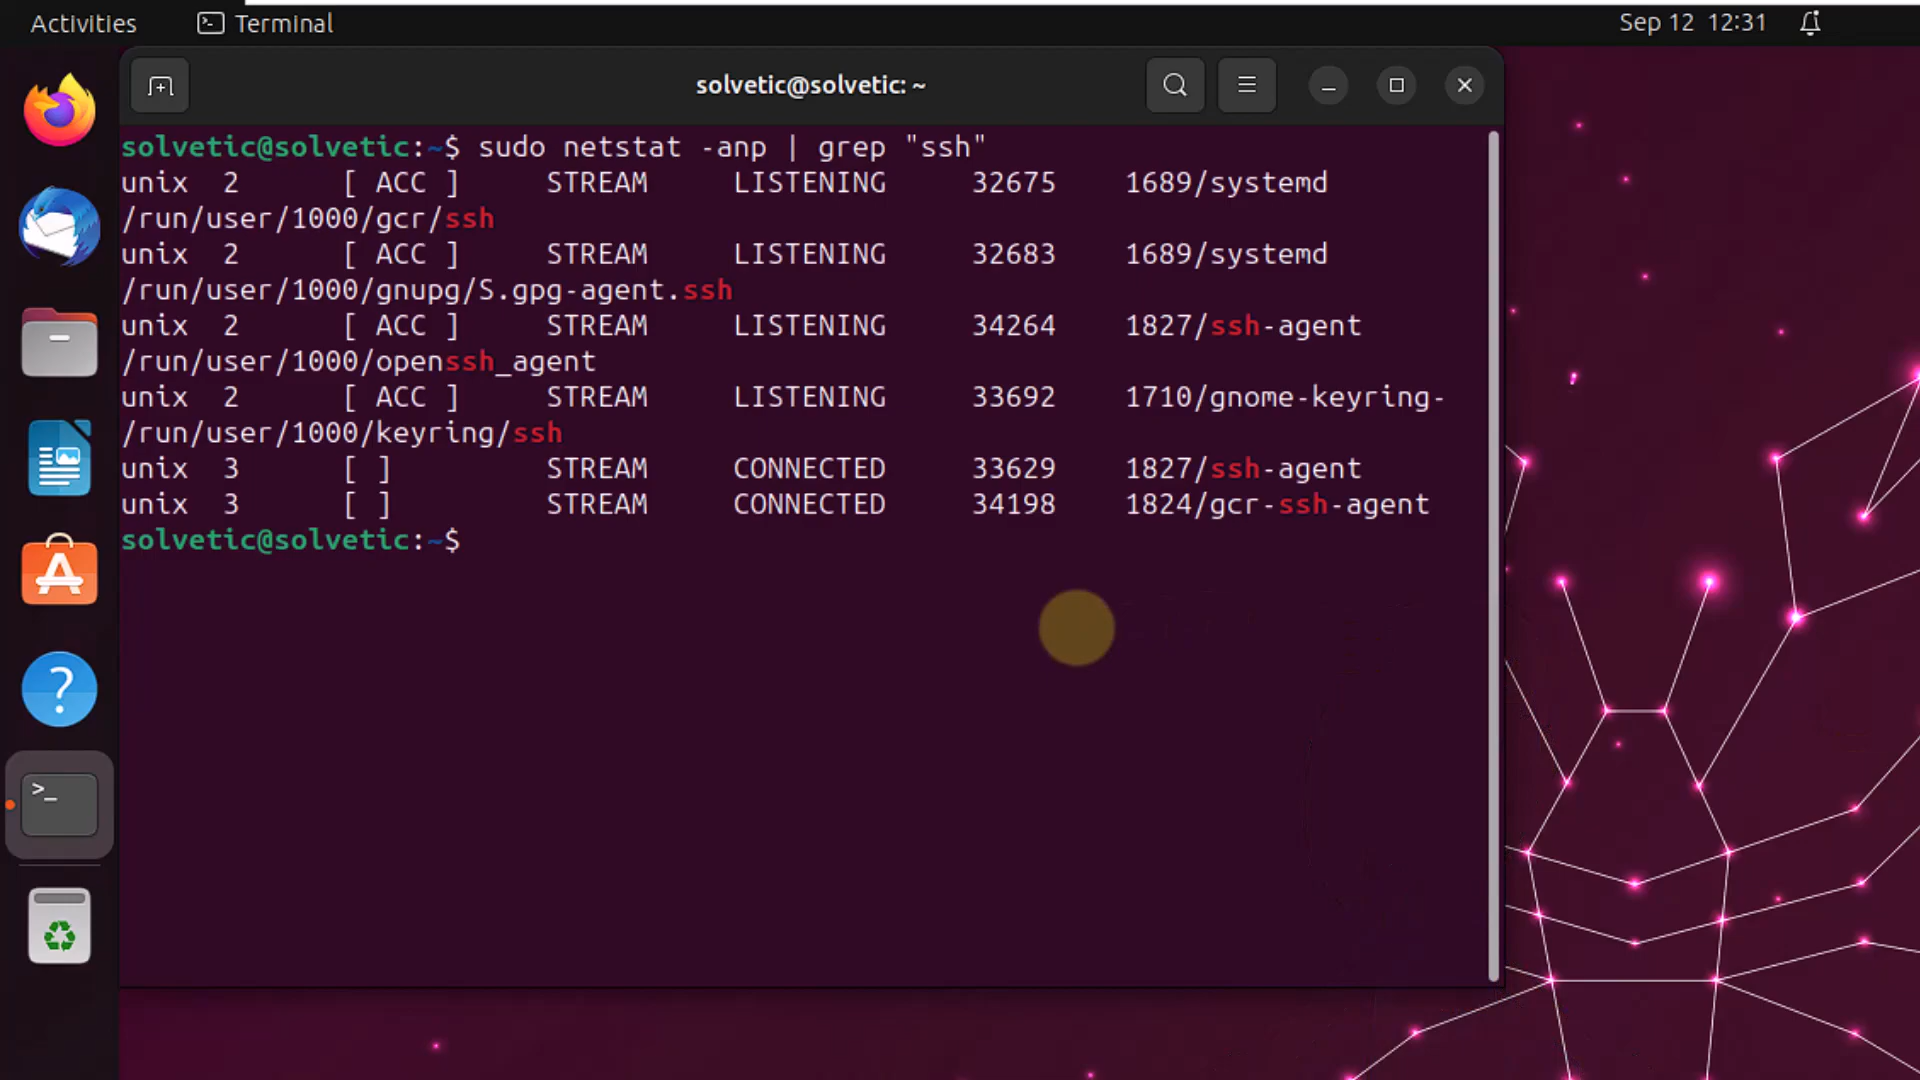 Activities
Terminal
Sep 12 12:31
solvetic@solvetic: ~
solvetic@solvetic:~$ sudo netstat -anp | grep "ssh"
unix 2 [ ACC ] STREAM LISTENING 32675 1689/systemd
/run/user/1000/gcr/ssh
unix 2 [ ACC ] STREAM LISTENING 32683 1689/systemd
/run/user/1000/gnupg/S.gpg-agent.ssh
unix 2 [ ACC ] STREAM LISTENING 34264 1827/ssh-agent
/run/user/1000/openssh_agent
unix 2 [ ACC ] STREAM LISTENING 33692 1710/gnome-keyring-
/run/user/1000/keyring/ssh
unix 3 [ ] STREAM CONNECTED 33629 1827/ssh-agent
unix 3 [ ] STREAM CONNECTED 34198 1824/gcr-ssh-agent
solvetic@solvetic:~$